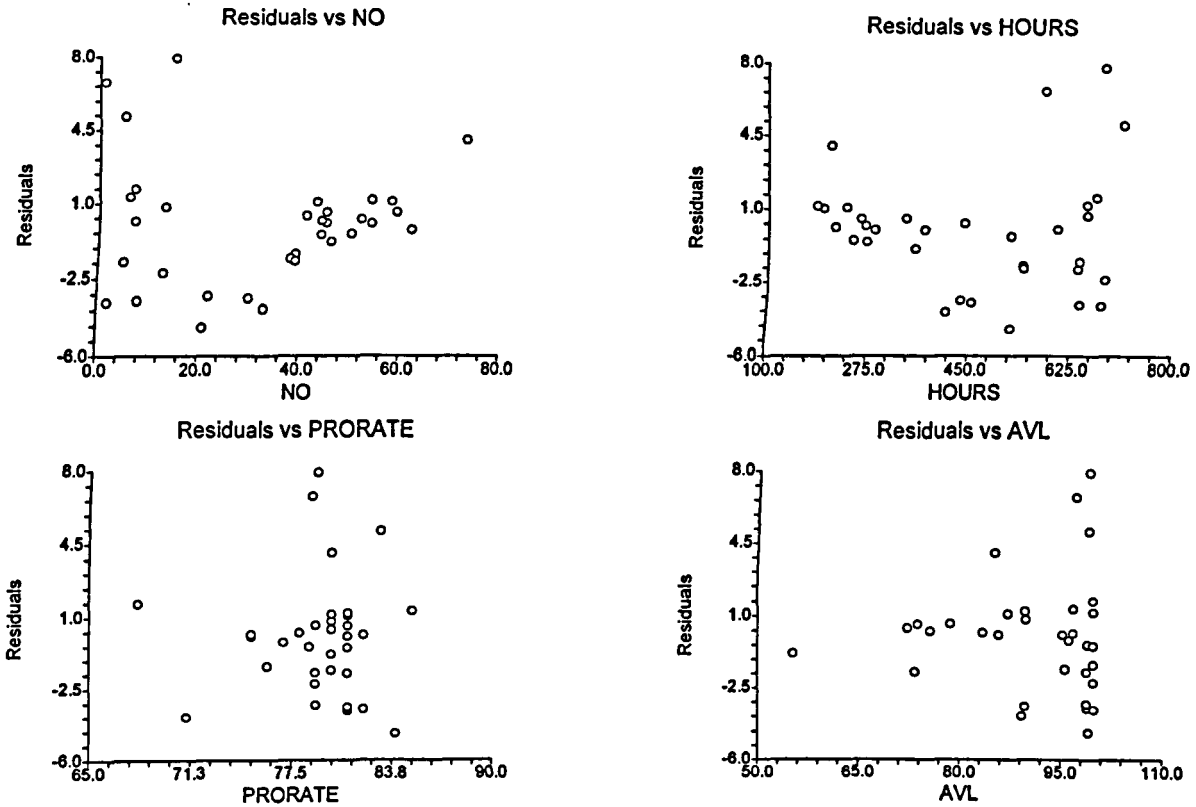 Residuals vs NO
8.0
4.5
1.0
-2.5
-6.0
Residuals
0.0 20.0 40.0 60.0 80.0
NO
Residuals vs HOURS
8.0
4.5
1.0
-2.5
-6.0
Residuals
100.0 275.0 450.0 625.0 800.0
HOURS
Residuals vs PRORATE
8.0
4.5
1.0
-2.5
-6.0
Residuals
65.0 71.3 77.5 83.8 90.0
PRORATE
Residuals vs AVL
8.0
4.5
1.0
-2.5
-6.0
Residuals
50.0 65.0 80.0 95.0 110.0
AVL